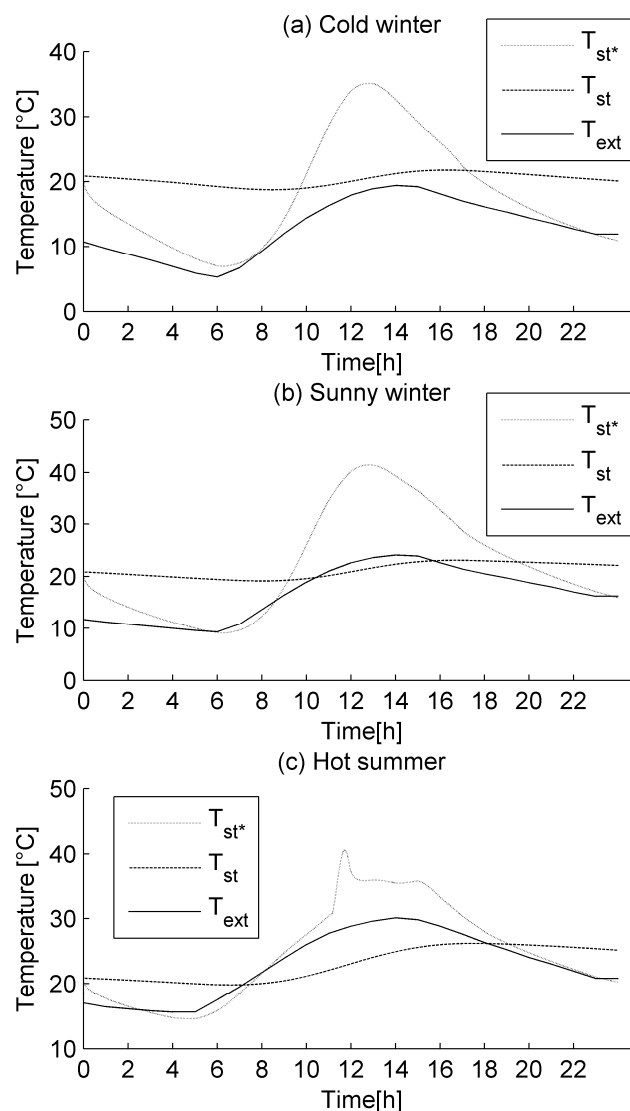 (a) Cold winter
Temperature [°C]
40
30
20
10
0
T_st*
T_st
T_ext
0 2 4 6 8 10 12 14 16 18 20 22
Time[h]
(b) Sunny winter
Temperature [°C]
50
40
30
20
10
0
T_st*
T_st
T_ext
0 2 4 6 8 10 12 14 16 18 20 22
Time[h]
(c) Hot summer
Temperature [°C]
50
40
30
20
10
T_st*
T_st
T_ext
0 2 4 6 8 10 12 14 16 18 20 22
Time[h]